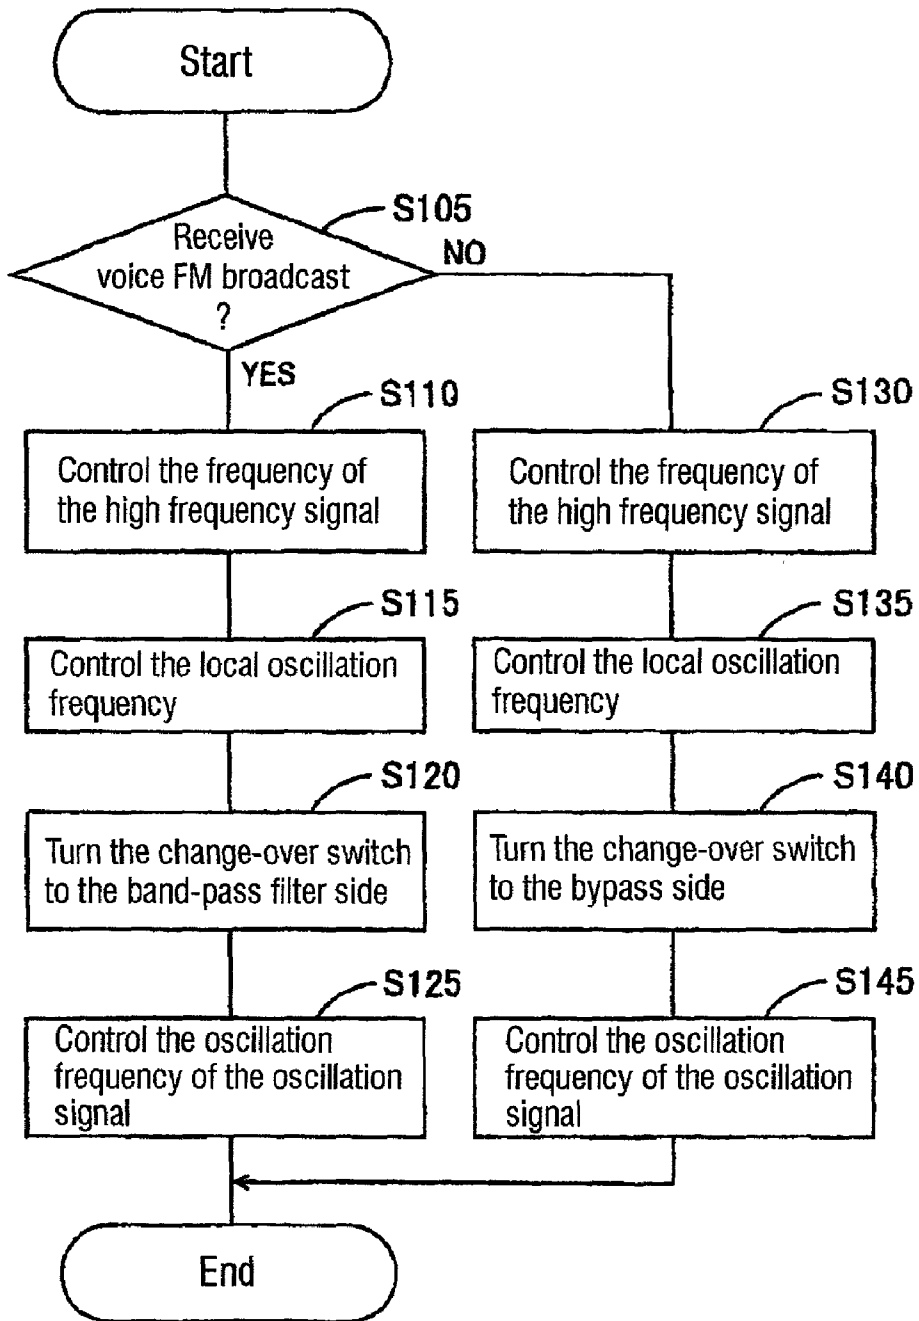 Start
S105
Receive
voice FM broadcast
?
NO
YES
S110
Control the frequency of
the high frequency signal
S115
Control the local oscillation
frequency
S120
Turn the change-over switch
to the band-pass filter side
S125
Control the oscillation
frequency of the oscillation
signal
S130
Control the frequency of
the high frequency signal
S135
Control the local oscillation
frequency
S140
Turn the change-over switch
to the bypass side
S145
Control the oscillation
frequency of the oscillation
signal
End